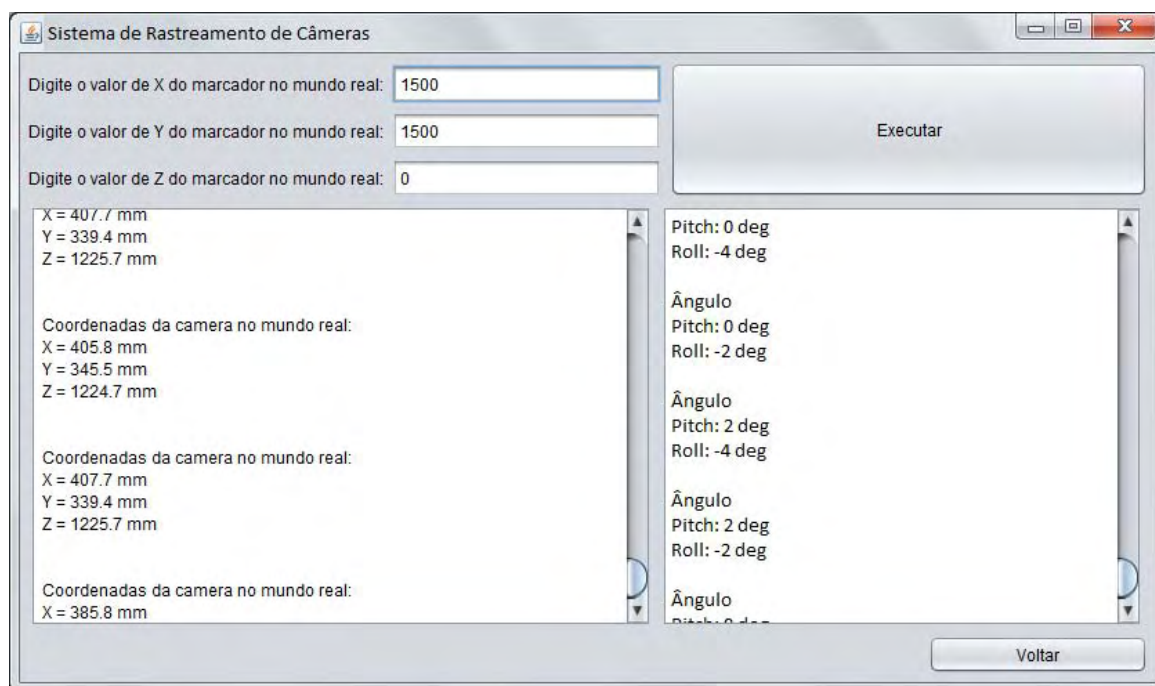 Sistema de Rastreamento de Câmeras
Digite o valor de X do marcador no mundo real: 1500
Digite o valor de Y do marcador no mundo real: 1500
Digite o valor de Z do marcador no mundo real: 0
Executar
X = 407.7 mm
Y = 339.4 mm
Z = 1225.7 mm
Coordenadas da camera no mundo real:
X = 405.8 mm
Y = 345.5 mm
Z = 1224.7 mm
Coordenadas da camera no mundo real:
X = 407.7 mm
Y = 339.4 mm
Z = 1225.7 mm
Coordenadas da camera no mundo real:
X = 385.8 mm
Pitch: 0 deg
Roll: -4 deg
Ângulo
Pitch: 0 deg
Roll: -2 deg
Ângulo
Pitch: 2 deg
Roll: -4 deg
Ângulo
Pitch: 2 deg
Roll: -2 deg
Ângulo
Voltar